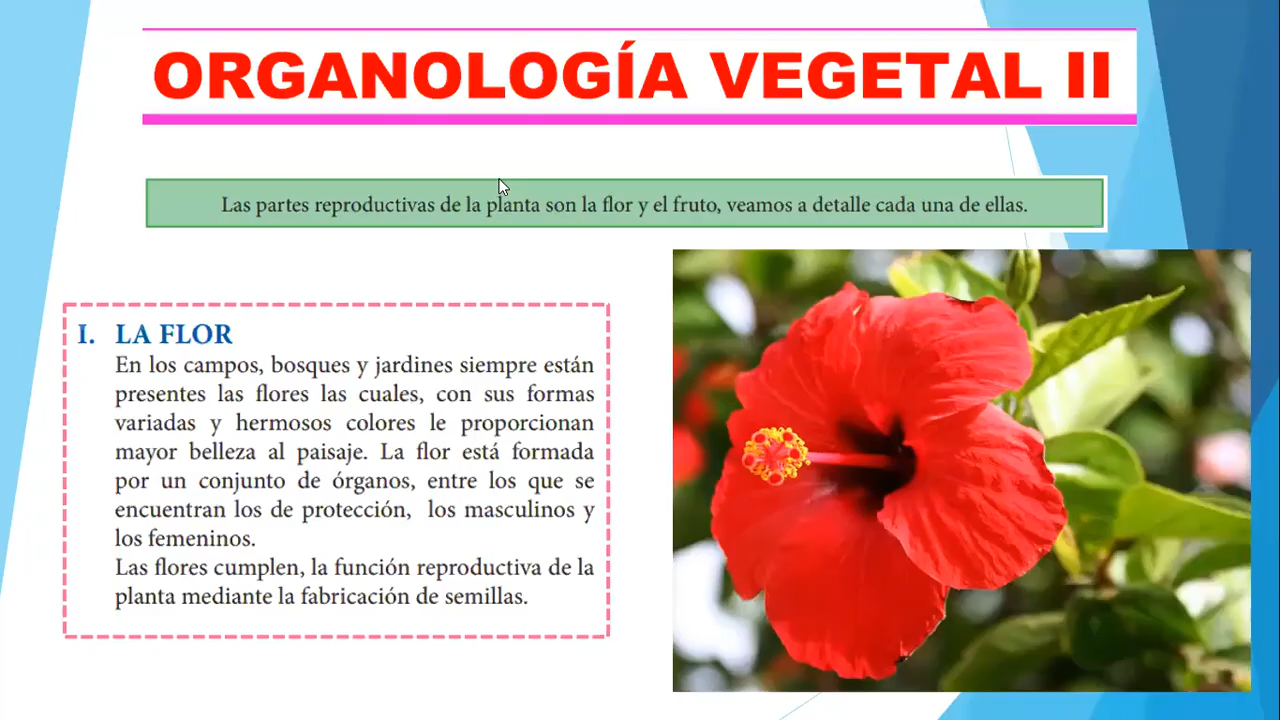 ORGANOLOGÍA VEGETAL II
Las partes reproductivas de la planta son la flor y el fruto, veamos a detalle cada una de ellas.
I. LA FLOR
En los campos, bosques y jardines siempre están
presentes las flores las cuales, con sus formas
variadas y hermosos colores le proporcionan
mayor belleza al paisaje. La flor está formada
por un conjunto de órganos, entre los que se
encuentran los de protección, los masculinos y
los femeninos.
Las flores cumplen, la función reproductiva de la
planta mediante la fabricación de semillas.